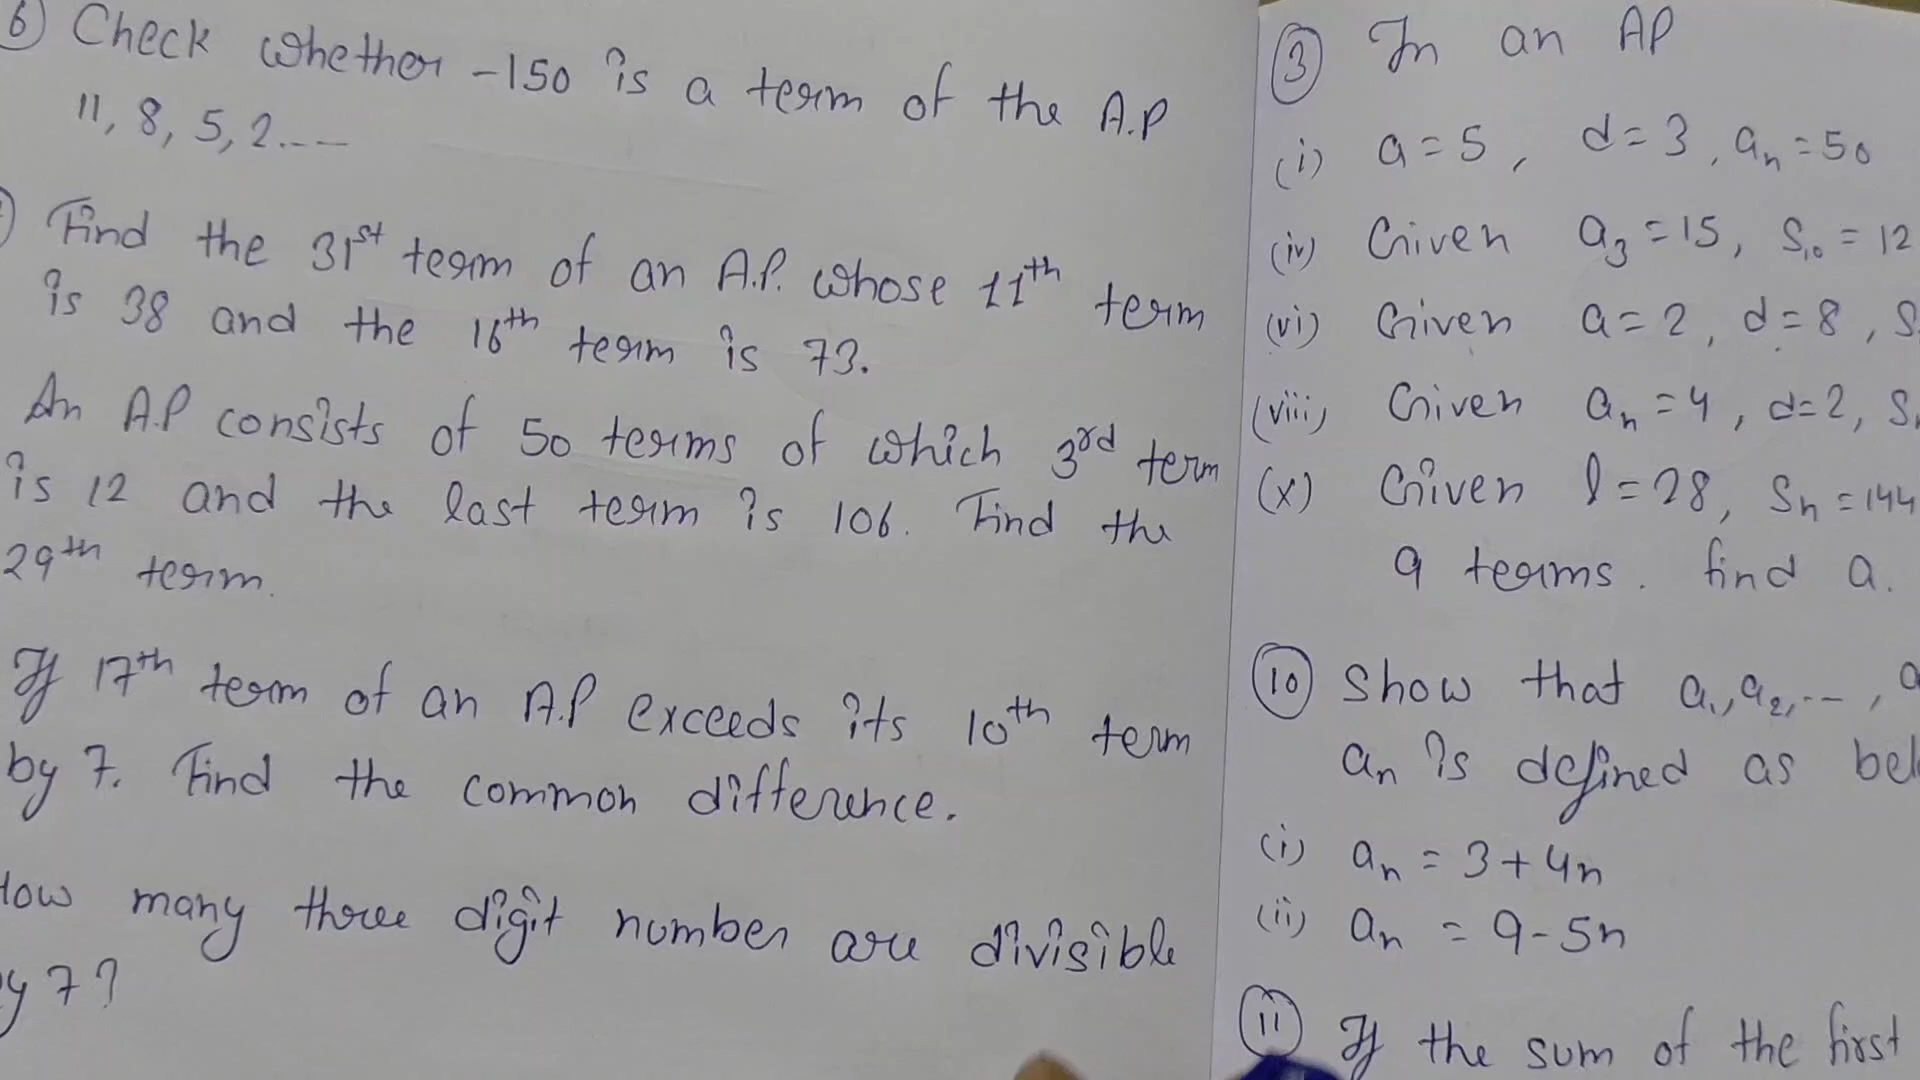 6 Check whether -150 is a term of the A.P
11, 8, 5, 2...--
Find the 31st term of an A.P. whose 11th term
is 38 and the 16th term is 73.
An A.P consists of 50 terms of which 3rd term
is 12 and the last term is 106. Find the
29th term.
If 17th term of an A.P exceeds its 10th term
by 7. Find the common difference.
How many three digit number are divisible
by 7?
3 In an AP
(i) a = 5, d = 3, an = 50
(iv) Given a3 = 15, S10 = 12
(vi) Given a = 2, d = 8, S
(viii) Given an = 4, d = 2, S
(x) Given l = 28, Sn = 144
9 terms. find a.
10 Show that a1, a2, ..--, a
an is defined as bel
(i) an = 3 + 4n
(ii) an = 9 - 5n
11 If the sum of the first